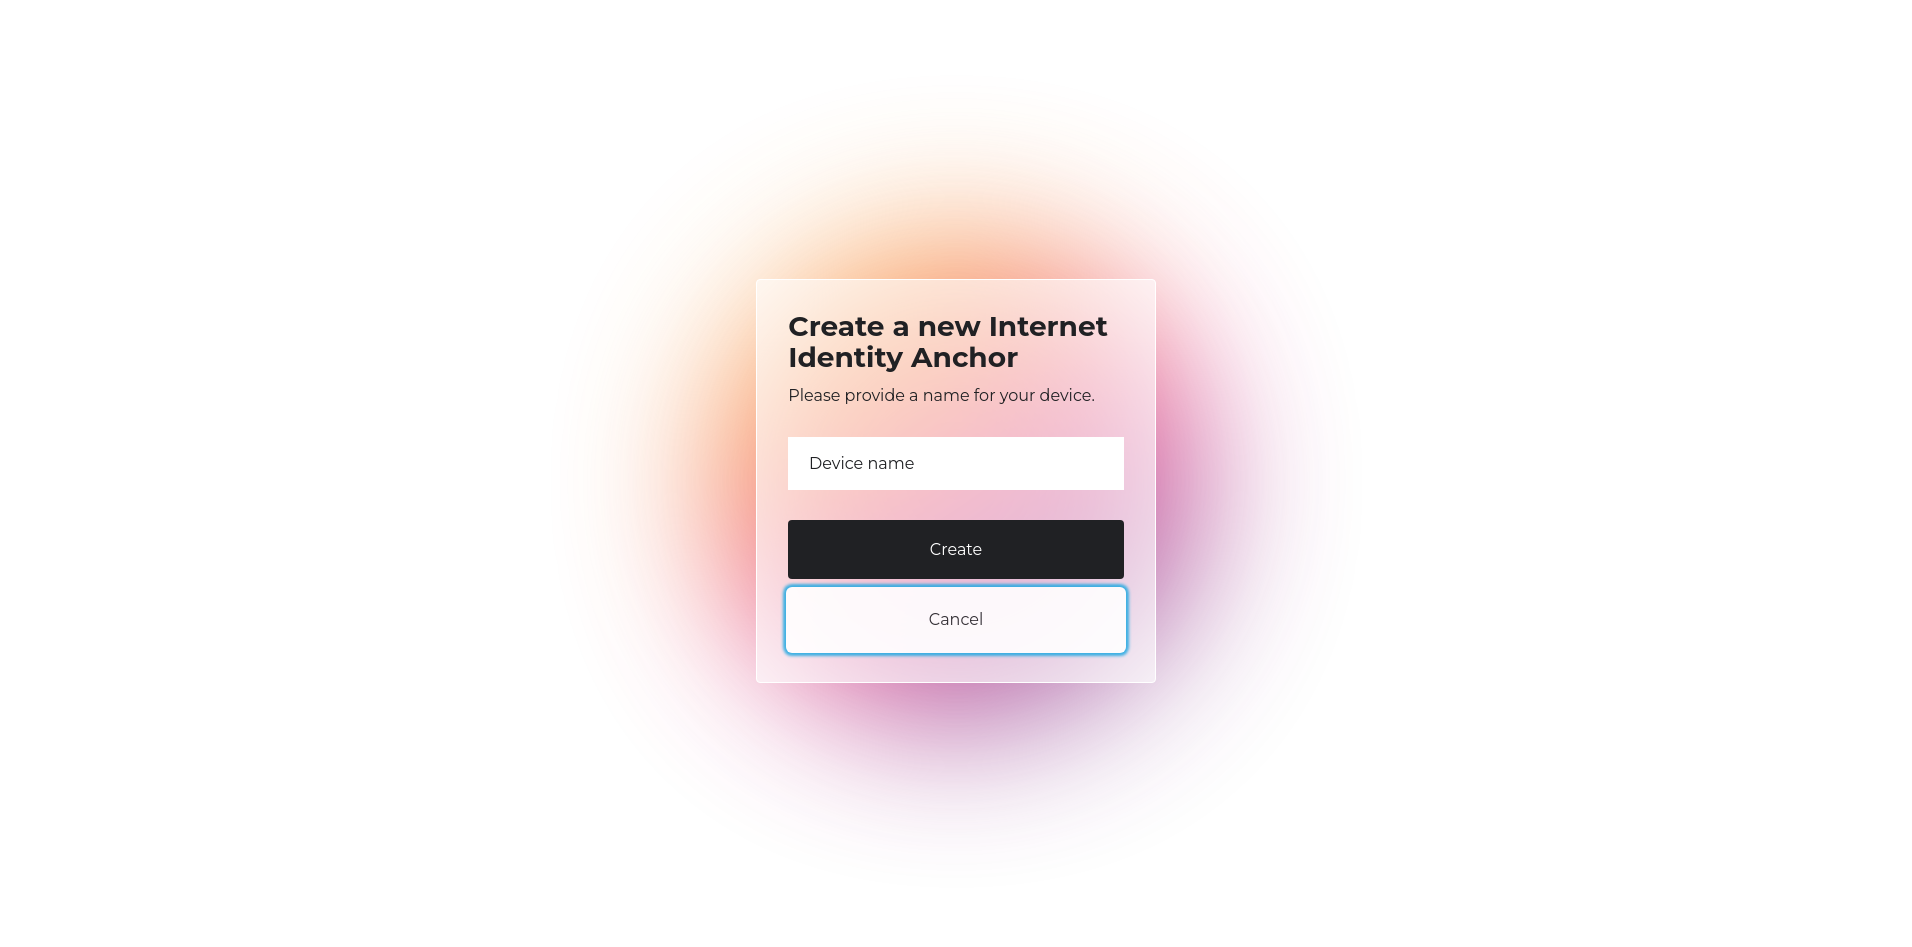 Create a new Internet
Identity Anchor
Please provide a name for your device.
Device name
Create
Cancel